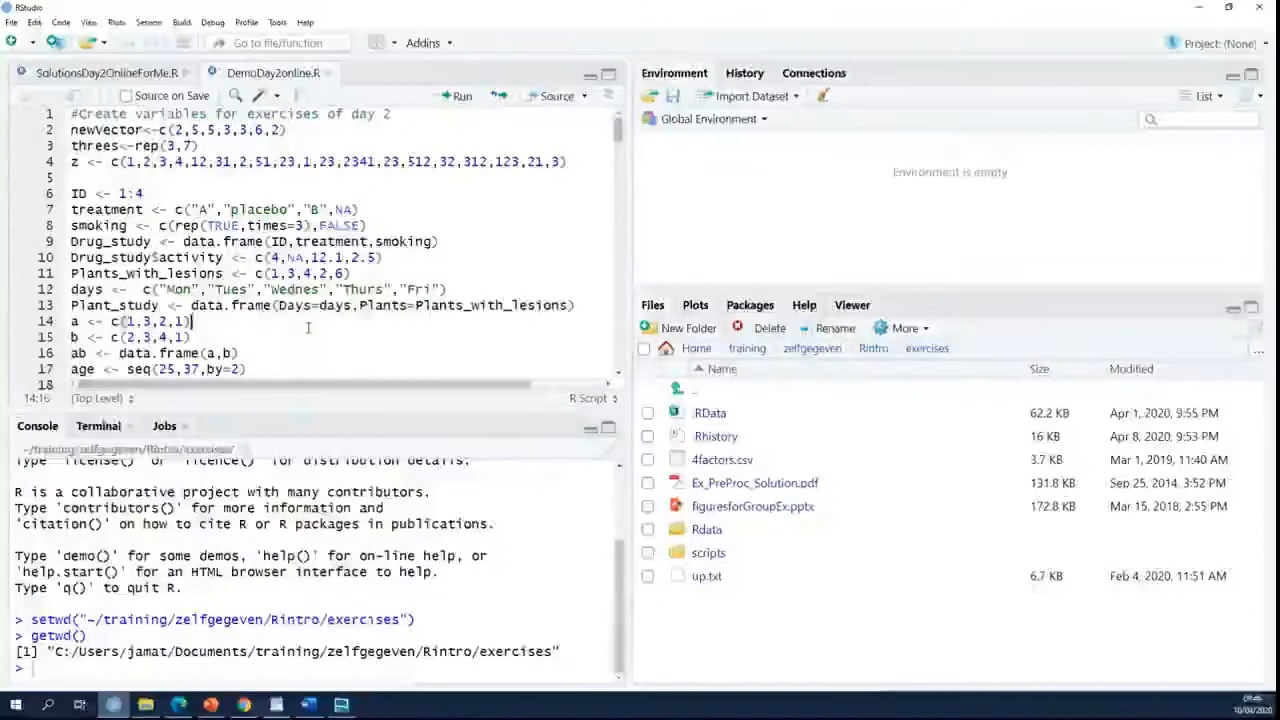 RStudio
File Edit Code View Plots Session Build Debug Profile Tools Help
Go to file/function Addins Project: (None)
SolutionsDay2OnlineForMe.R DemoDay2online.R
Source on Save Run Source
1 #Create variables for exercises of day 2
2 newVector<-c(2,5,5,3,3,6,2)
3 threes<-rep(3,7)
4 z <- c(1,2,3,4,12,31,2,51,23,1,23,2341,23,512,32,312,123,21,3)
5
6 ID <- 1:4
7 treatment <- c("A","placebo","B",NA)
8 smoking <- c(rep(TRUE,times=3),FALSE)
9 Drug_study <- data.frame(ID,treatment,smoking)
10 Drug_study$activity <- c(4,NA,12.1,2.5)
11 Plants_with_lesions <- c(1,3,4,2,6)
12 days <-  c("Mon","Tues","Wednes","Thurs","Fri")
13 Plant_study <- data.frame(Days=days,Plants=Plants_with_lesions)
14 a <- c(1,3,2,1)
15 b <- c(2,3,4,1)
16 ab <- data.frame(a,b)
17 age <- seq(25,37,by=2)
18
14:16 (Top Level) R Script
Console Terminal Jobs
~/training/zelfgegeven/Rintro/exercises/
Type 'license()' or 'licence()' for distribution details.
R is a collaborative project with many contributors.
Type 'contributors()' for more information and
'citation()' on how to cite R or R packages in publications.
Type 'demo()' for some demos, 'help()' for on-line help, or
'help.start()' for an HTML browser interface to help.
Type 'q()' to quit R.
> setwd("~/training/zelfgegeven/Rintro/exercises")
> getwd()
[1] "C:/Users/jamat/Documents/training/zelfgegeven/Rintro/exercises"
>
Environment History Connections
Import Dataset List
Global Environment
Environment is empty
Files Plots Packages Help Viewer
New Folder Delete Rename More
Home training zelfgegeven Rintro exercises ...
Name Size Modified
..
.RData 62.2 KB Apr 1, 2020, 9:55 PM
.Rhistory 16 KB Apr 8, 2020, 9:53 PM
4factors.csv 3.7 KB Mar 1, 2019, 11:40 AM
Ex_PreProc_Solution.pdf 131.8 KB Sep 25, 2014, 3:52 PM
figuresforGroupEx.pptx 172.8 KB Mar 15, 2018, 2:55 PM
Rdata
scripts
up.txt 6.7 KB Feb 4, 2020, 11:51 AM
10/04/2020